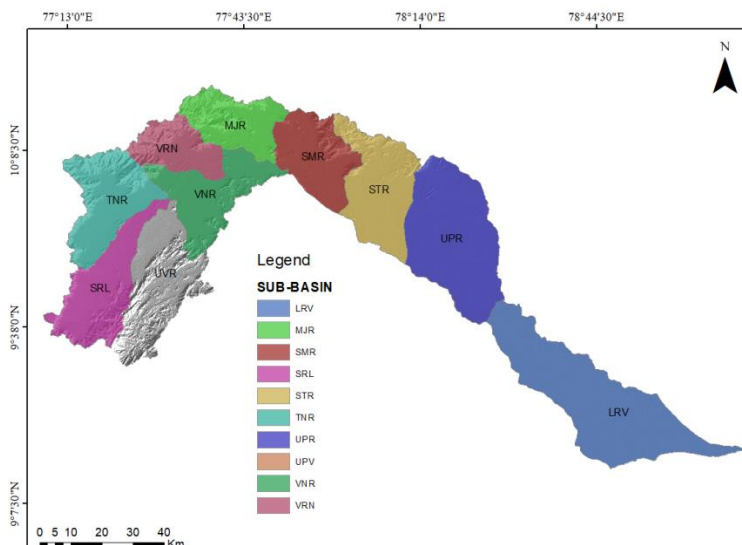 77°13'0"E 77°43'30"E 78°14'0"E 78°44'30"E
N
10°8'30"N
9°38'0"N
9°7'30"N
MJR
VRN
SMR
VNR
STR
TNR
UPR
UVR
SRL
LRV
Legend
SUB-BASIN
LRV
MJR
SMR
SRL
STR
TNR
UPR
UPV
VNR
VRN
0 5 10 20 30 40
Km